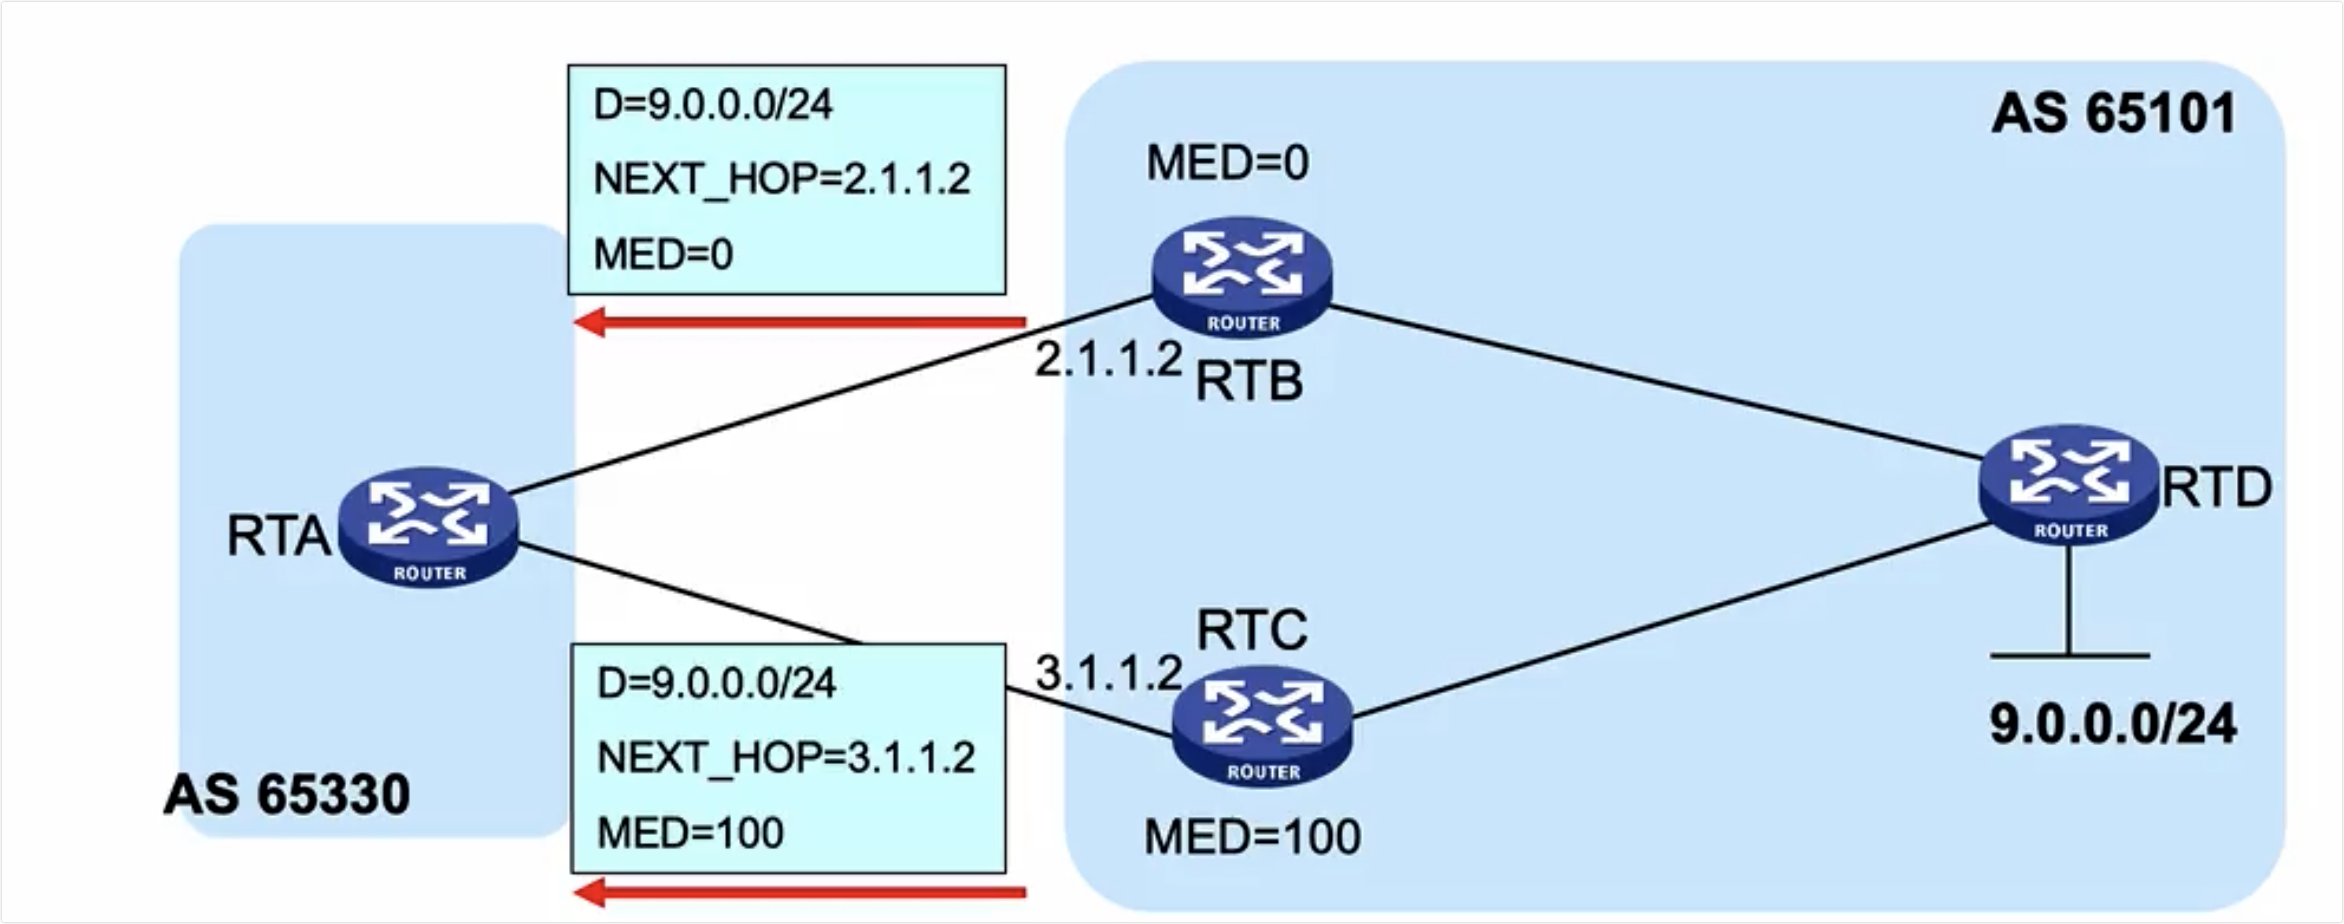 D=9.0.0.0/24
NEXT_HOP=2.1.1.2
MED=0
AS 65101
MED=0
ROUTER
2.1.1.2
RTB
RTA
ROUTER
ROUTER
RTD
RTC
3.1.1.2
ROUTER
MED=100
D=9.0.0.0/24
NEXT_HOP=3.1.1.2
MED=100
9.0.0.0/24
AS 65330